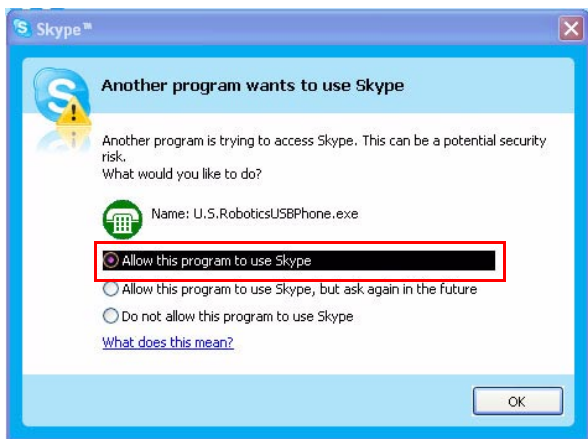 Skype™
Another program wants to use Skype
Another program is trying to access Skype. This can be a potential security
risk.
What would you like to do?
Name: U.S.RoboticsUSBPhone.exe
Allow this program to use Skype
Allow this program to use Skype, but ask again in the future
Do not allow this program to use Skype
What does this mean?
OK